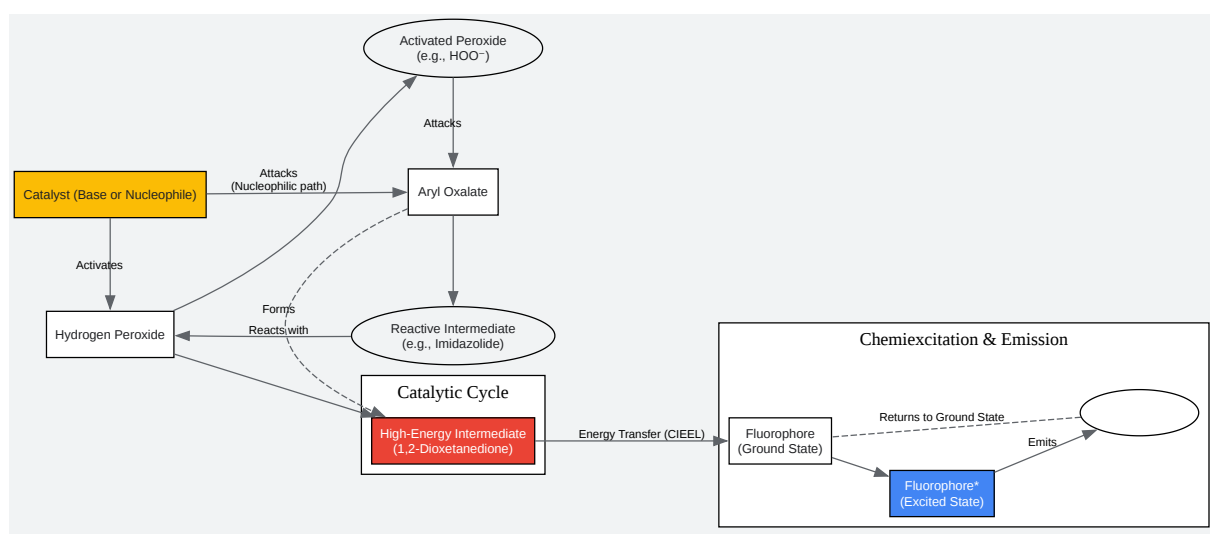 Activated Peroxide
(e.g., HOO⁻)
Attacks
Attacks
(Nucleophilic path)
Catalyst (Base or Nucleophile)
Aryl Oxalate
Activates
Forms
Hydrogen Peroxide
Reacts with
Reactive Intermediate
(e.g., Imidazolide)
Chemiexcitation & Emission
Catalytic Cycle
High-Energy Intermediate
(1,2-Dioxetanedione)
Energy Transfer (CIEEL)
Fluorophore
(Ground State)
Returns to Ground State
Emits
Fluorophore*
(Excited State)